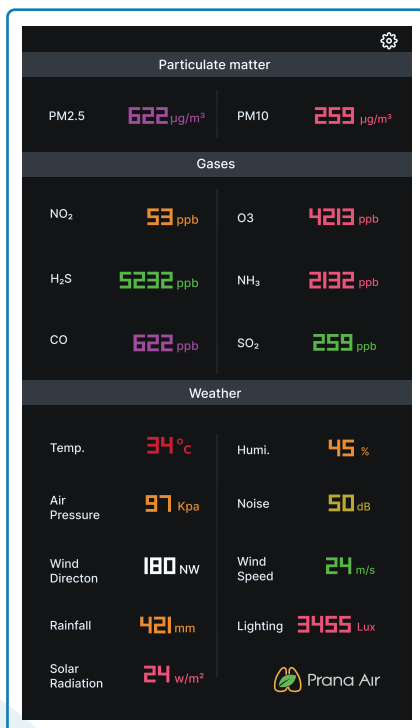 Particulate matter
PM2.5 622 µg/m³ PM10 259 µg/m³
Gases
NO₂ 53 ppb O3 4213 ppb
H₂S 5232 ppb NH₃ 2132 ppb
CO 622 ppb SO₂ 259 ppb
Weather
Temp. 34°c Humi. 45 %
Air Pressure 97 Kpa Noise 50 dB
Wind Directon 180 NW Wind Speed 24 m/s
Rainfall 421 mm Lighting 3455 Lux
Solar Radiation 24 w/m² Prana Air